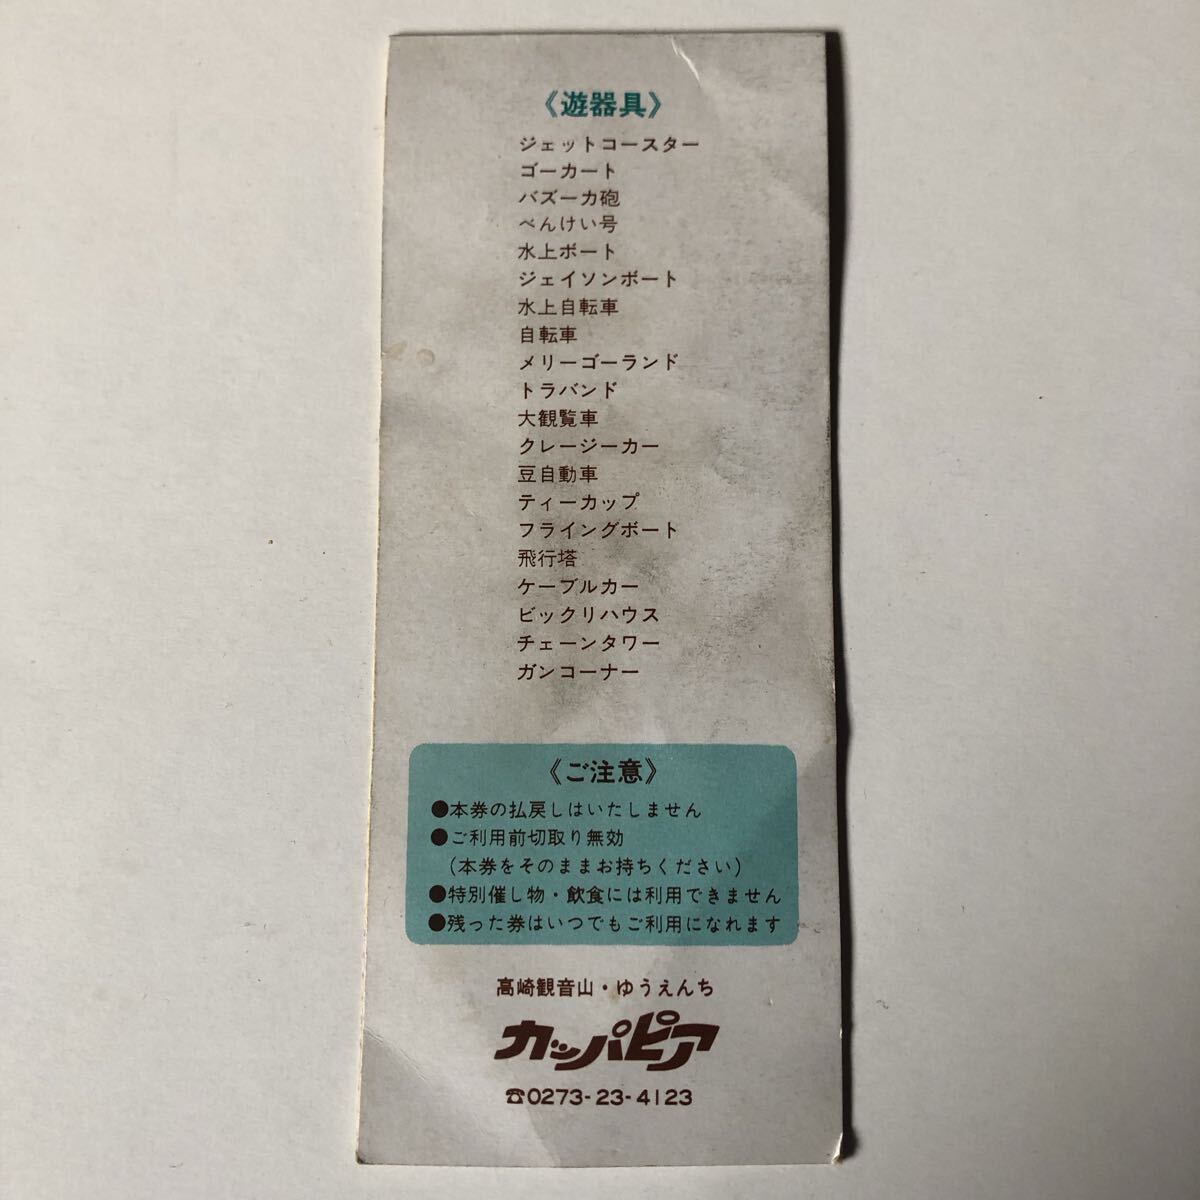 《遊器具》
ジェットコースター
ゴーカート
バズーカ砲
べんけい号
水上ボート
ジェイソンボート
水上自転車
自転車
メリーゴーランド
トラバンド
大観覧車
クレージーカー
豆自動車
ティーカップ
フライングボート
飛行塔
ケーブルカー
ビックリハウス
チェーンタワー
ガンコーナー
《ご注意》
●本券の払戻しはいたしません
●ご利用前切取り無効
(本券をそのままお持ちください)
●特別催し物・飲食には利用できません
●残った券はいつでもご利用になれます
高崎観音山・ゆうえんち
カッパピア
☎0273-23-4123